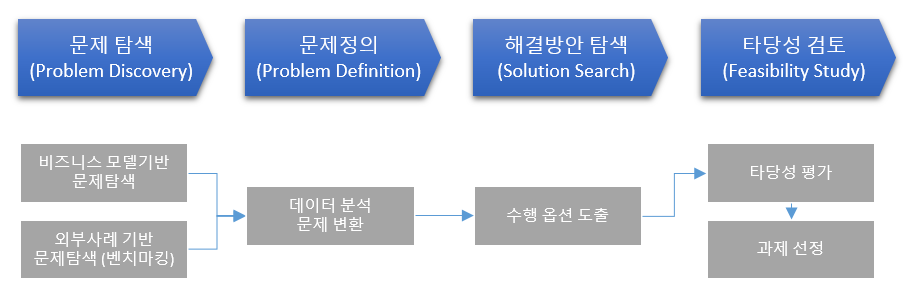 문제 탐색
(Problem Discovery)
문제정의
(Problem Definition)
해결방안 탐색
(Solution Search)
타당성 검토
(Feasibility Study)
비즈니스 모델기반
문제탐색
외부사례 기반
문제탐색 (벤치마킹)
데이터 분석
문제 변환
수행 옵션 도출
타당성 평가
과제 선정